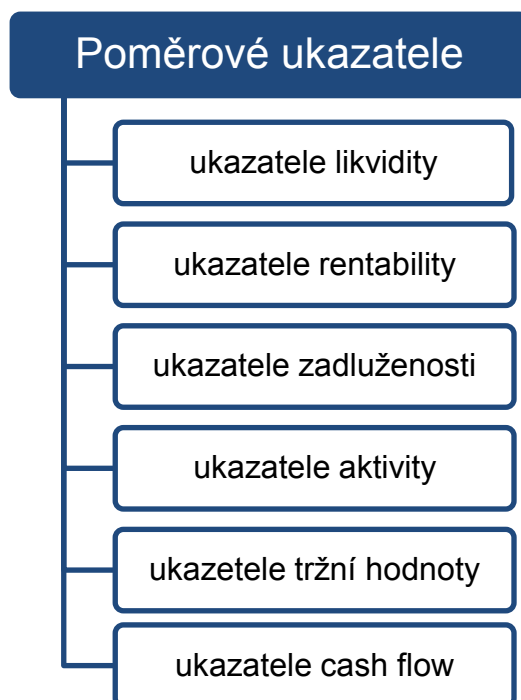 Poměrové ukazatele
ukazatele likvidity
ukazatele rentability
ukazatele zadluženosti
ukazatele aktivity
ukazetele tržní hodnoty
ukazatele cash flow